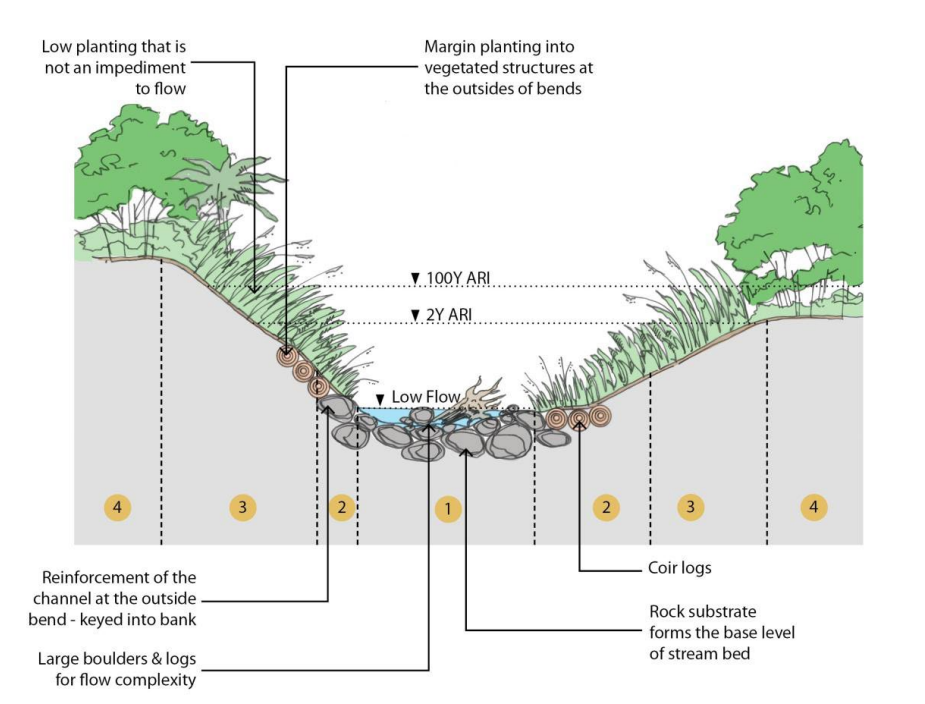 Low planting that is
not an impediment
to flow
Margin planting into
vegetated structures at
the outsides of bends
▼ 100Y ARI
▼ 2Y ARI
▼ Low Flow
4
3
2
1
2
3
4
Reinforcement of the
channel at the outside
bend - keyed into bank
Large boulders & logs
for flow complexity
Coir logs
Rock substrate
forms the base level
of stream bed